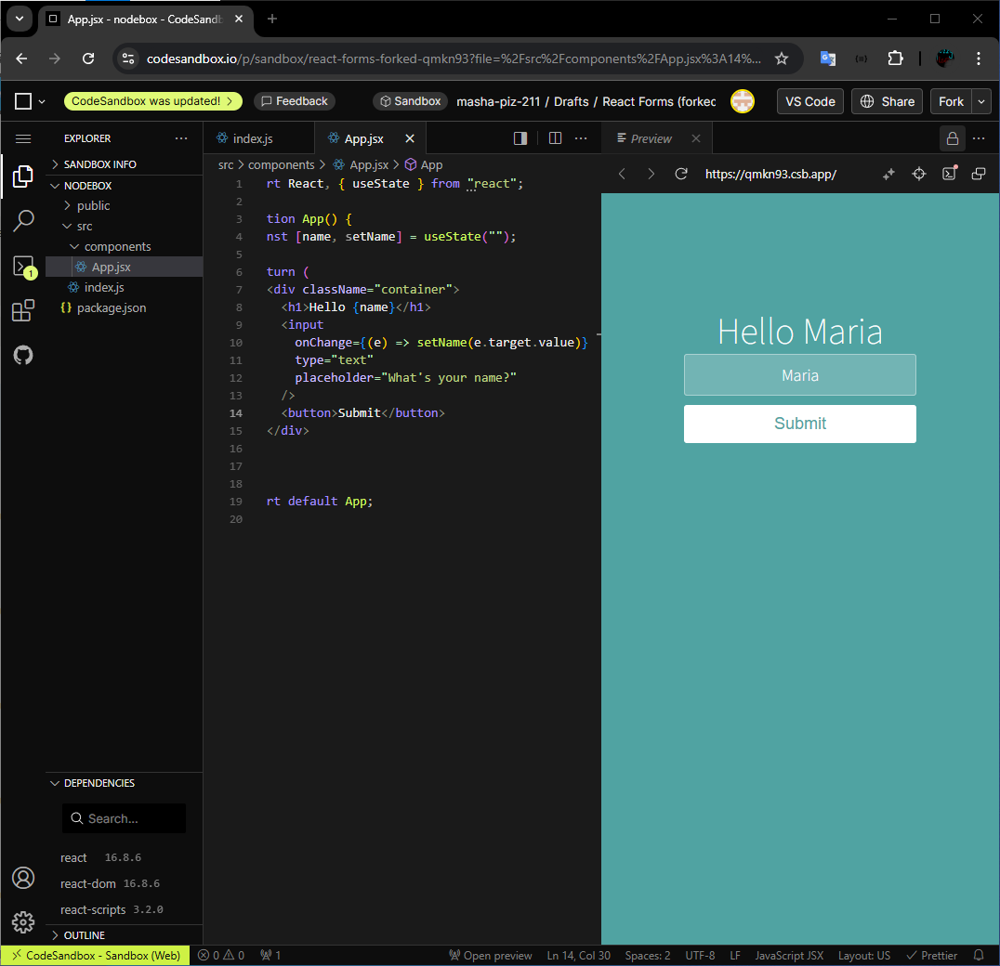 App.jsx - nodebox - CodeSandb
codesandbox.io/p/sandbox/react-forms-forked-qmkn93?file=%2Fsrc%2Fcomponents%2FApp.jsx%3A14%...
CodeSandbox was updated!
Feedback
Sandbox
masha-piz-211 / Drafts / React Forms (forked
VS Code
Share
Fork
EXPLORER
SANDBOX INFO
NODEBOX
public
src
components
App.jsx
index.js
{} package.json
1
DEPENDENCIES
Search...
react 16.8.6
react-dom 16.8.6
react-scripts 3.2.0
OUTLINE
index.js
App.jsx
src > components > App.jsx > App
1 rt React, { useState } from "react";
2
3 tion App() {
4 nst [name, setName] = useState("");
5
6 turn (
7 <div className="container">
8 <h1>Hello {name}</h1>
9 <input
10 onChange={(e) => setName(e.target.value)}
11 type="text"
12 placeholder="What's your name?"
13 />
14 <button>Submit</button>
15 </div>
16
17
18
19 rt default App;
20
Preview
https://qmkn93.csb.app/
Hello Maria
Maria
Submit
CodeSandbox - Sandbox (Web)
0
0
1
Open preview
Ln 14, Col 30
Spaces: 2
UTF-8
LF
JavaScript JSX
Layout: US
Prettier